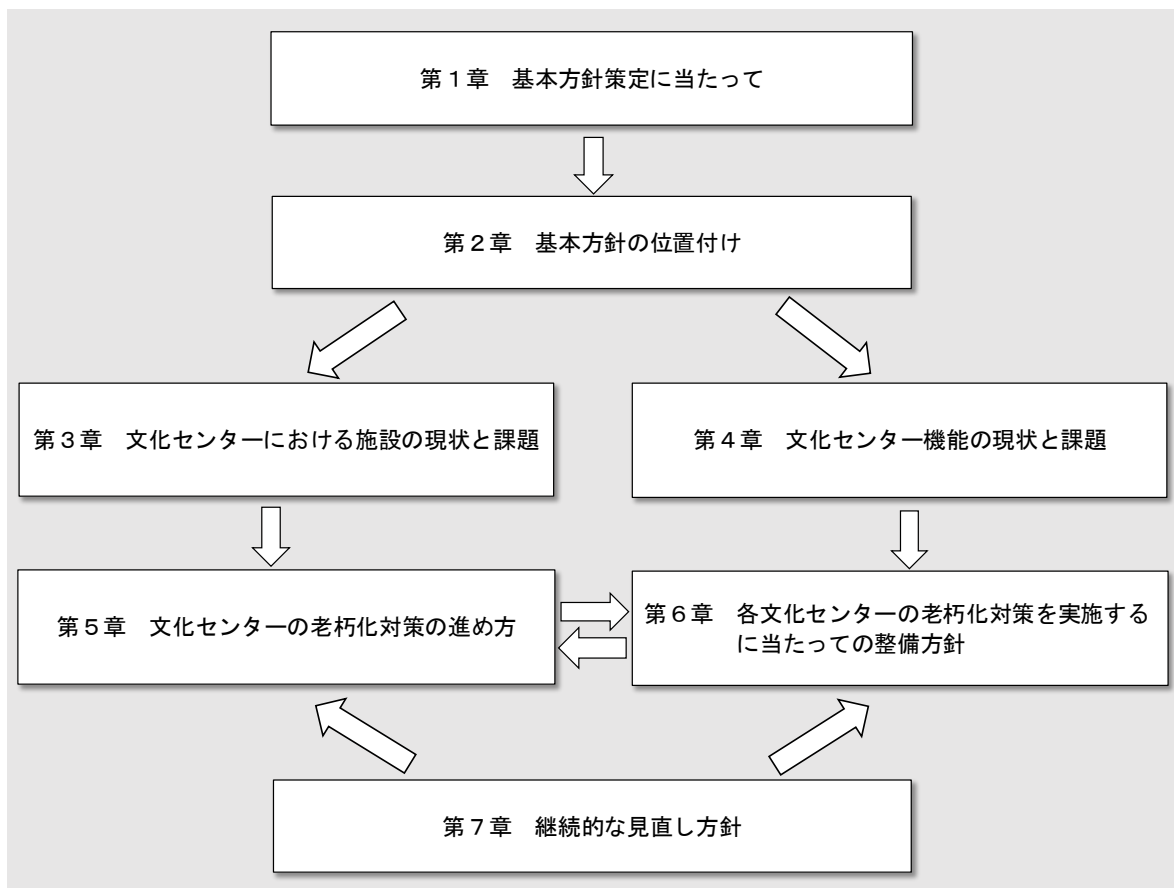 第１章　基本方針策定に当たって
第２章　基本方針の位置付け
第３章　文化センターにおける施設の現状と課題
第４章　文化センター機能の現状と課題
第５章　文化センターの老朽化対策の進め方
第６章　各文化センターの老朽化対策を実施する
に当たっての整備方針
第７章　継続的な見直し方針